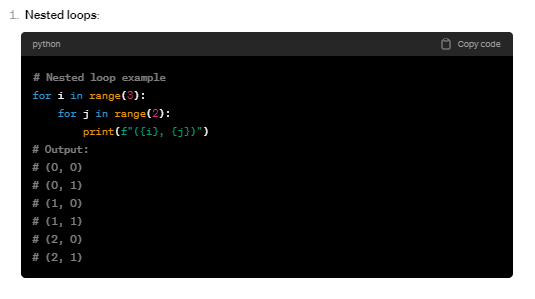 1. Nested loops:
python Copy code
# Nested loop example
for i in range(3):
    for j in range(2):
        print(f"({i}, {j})")
# Output:
# (0, 0)
# (0, 1)
# (1, 0)
# (1, 1)
# (2, 0)
# (2, 1)